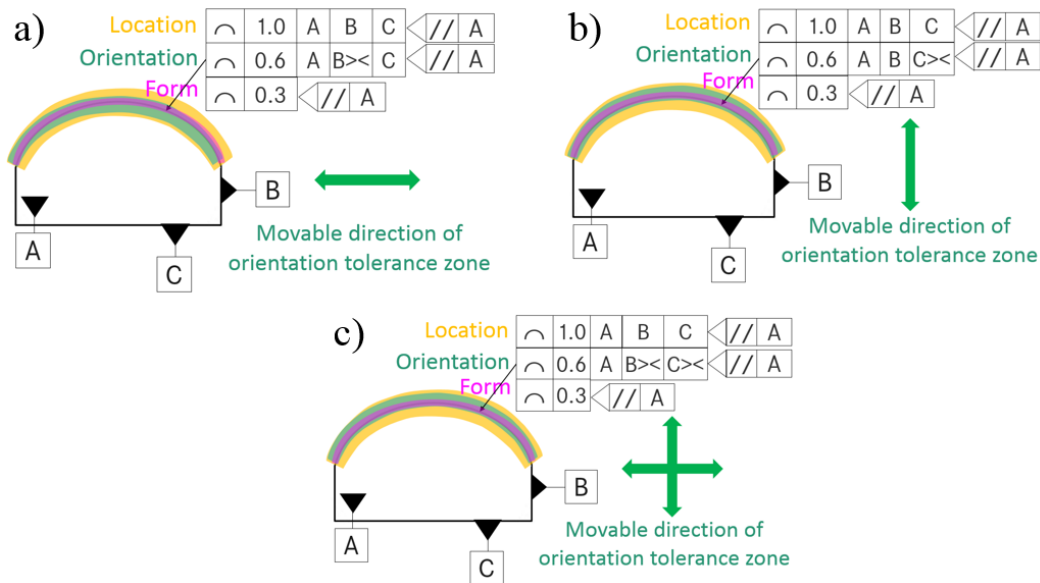 a)
Location ⌒ 1.0 A B C // A
Orientation ⌒ 0.6 A B>< C // A
Form ⌒ 0.3 // A
B
A
C
Movable direction of
orientation tolerance zone
b)
Location ⌒ 1.0 A B C // A
Orientation ⌒ 0.6 A B C>< // A
Form ⌒ 0.3 // A
B
A
C
Movable direction of
orientation tolerance zone
c)
Location ⌒ 1.0 A B C // A
Orientation ⌒ 0.6 A B>< C>< // A
Form ⌒ 0.3 // A
B
A
C
Movable direction of
orientation tolerance zone